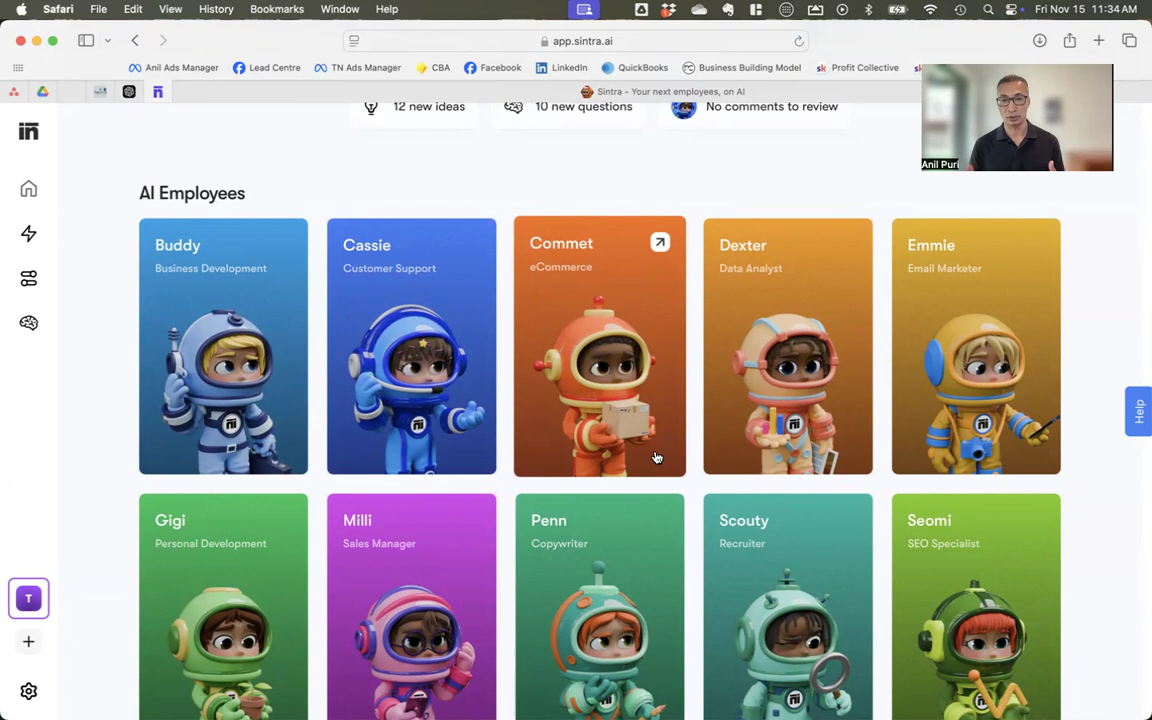 Safari File Edit View History Bookmarks Window Help Fri Nov 15 11:34 AM
app.sintra.ai
Anil Ads Manager Lead Centre TN Ads Manager CBA Facebook LinkedIn QuickBooks Business Building Model Profit Collective
Sintra - Your next employees, on AI
12 new ideas 10 new questions No comments to review
Anil Puri
AI Employees
Buddy
Business Development
Cassie
Customer Support
Commet
eCommerce
Dexter
Data Analyst
Emmie
Email Marketer
Help
Gigi
Personal Development
Milli
Sales Manager
Penn
Copywriter
Scouty
Recruiter
Seomi
SEO Specialist
T